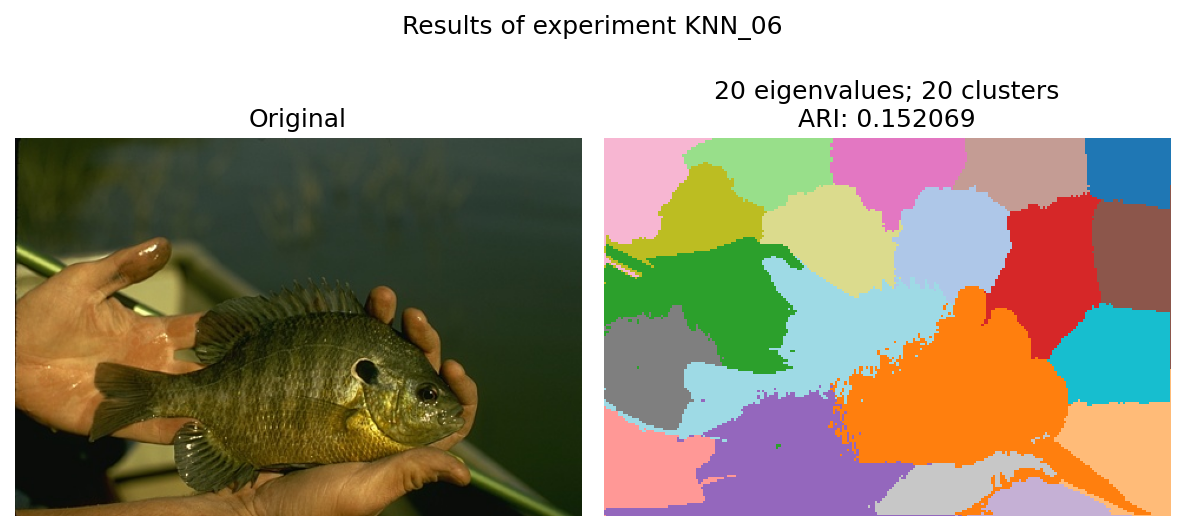 Results of experiment KNN_06
Original
20 eigenvalues; 20 clusters
ARI: 0.152069